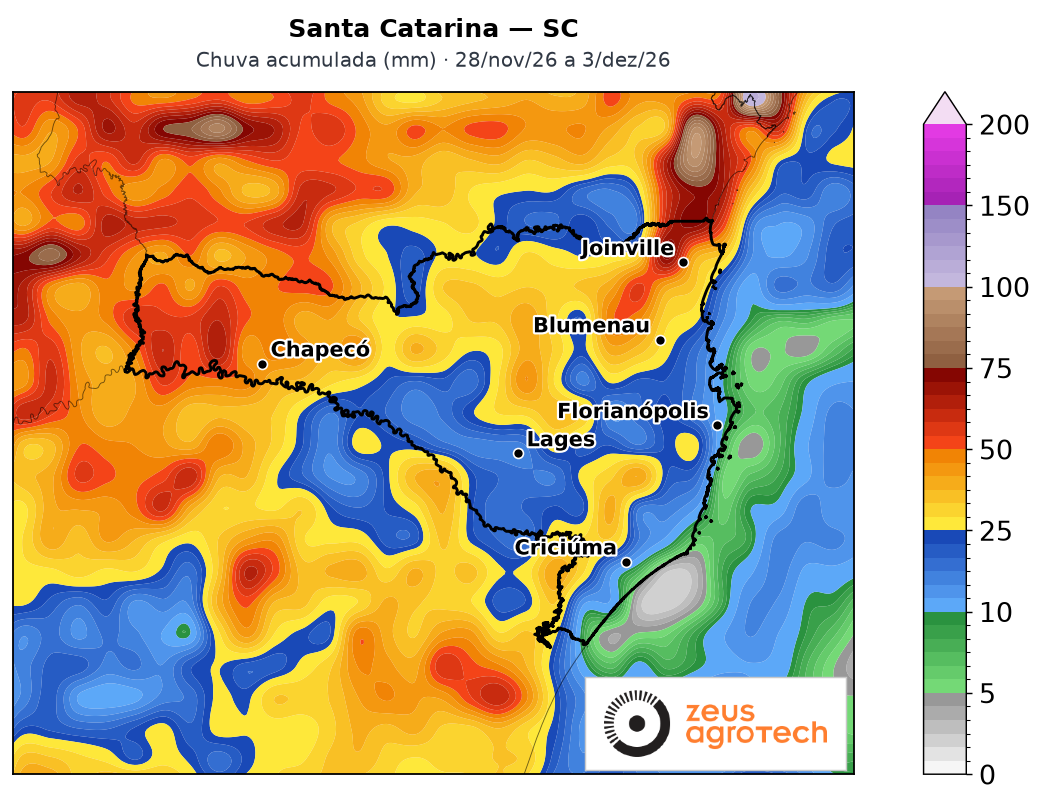 Santa Catarina — SC
Chuva acumulada (mm) · 28/nov/26 a 3/dez/26
200
150
100
75
50
25
10
5
0
Joinville
Blumenau
Chapecó
Florianópolis
Lages
Criciúma
zeus
agrotech